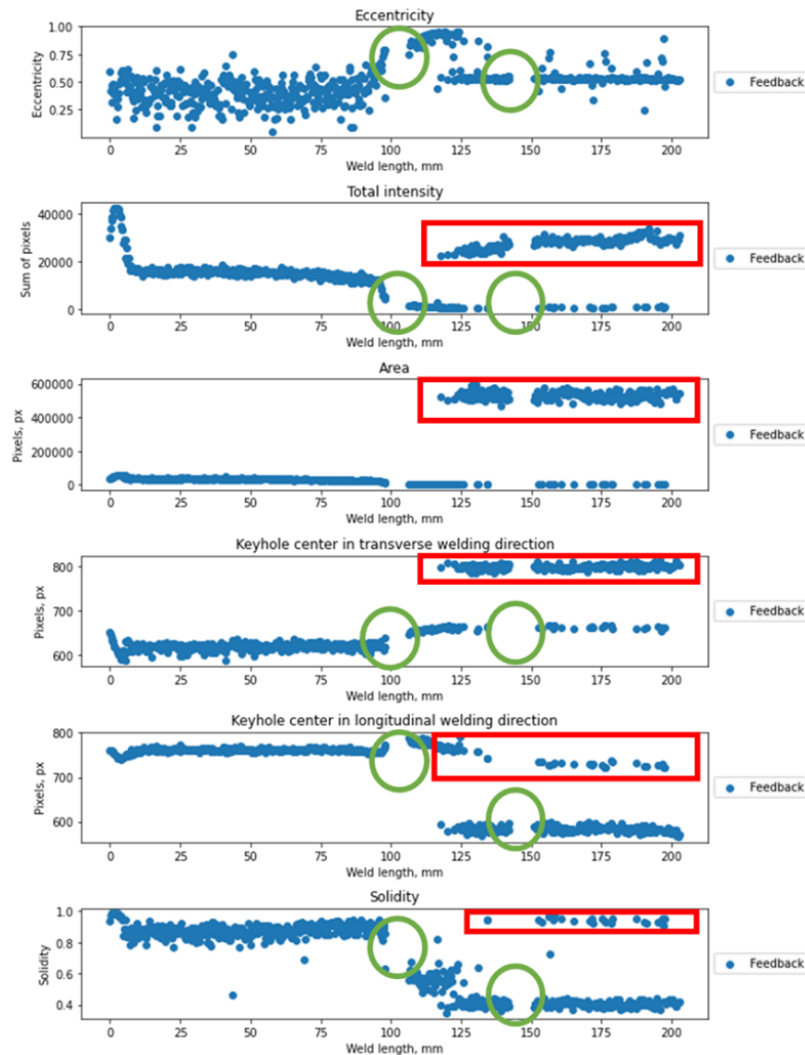 Eccentricity
1.00
0.75
0.50
0.25
Eccentricity
0 25 50 75 100 125 150 175 200
Weld length, mm
Feedback
Total intensity
40000
20000
0
Sum of pixels
0 25 50 75 100 125 150 175 200
Weld length, mm
Feedback
Area
600000
400000
200000
0
Pixels, px
0 25 50 75 100 125 150 175 200
Weld length, mm
Feedback
Keyhole center in transverse welding direction
800
700
600
Pixels, px
0 25 50 75 100 125 150 175 200
Weld length, mm
Feedback
Keyhole center in longitudinal welding direction
800
700
600
Pixels, px
0 25 50 75 100 125 150 175 200
Weld length, mm
Feedback
Solidity
1.0
0.8
0.6
0.4
Solidity
0 25 50 75 100 125 150 175 200
Weld length, mm
Feedback